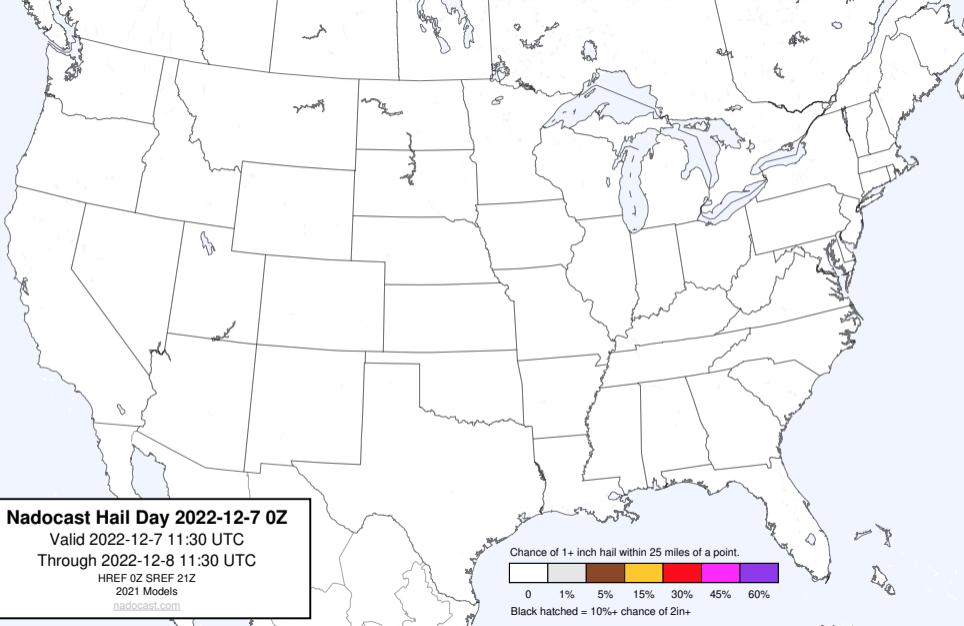 Nadocast Hail Day 2022-12-7 0Z
Valid 2022-12-7 11:30 UTC
Through 2022-12-8 11:30 UTC
HREF 0Z SREF 21Z
2021 Models
nadocast.com
Chance of 1+ inch hail within 25 miles of a point.
0 1% 5% 15% 30% 45% 60%
Black hatched = 10%+ chance of 2in+